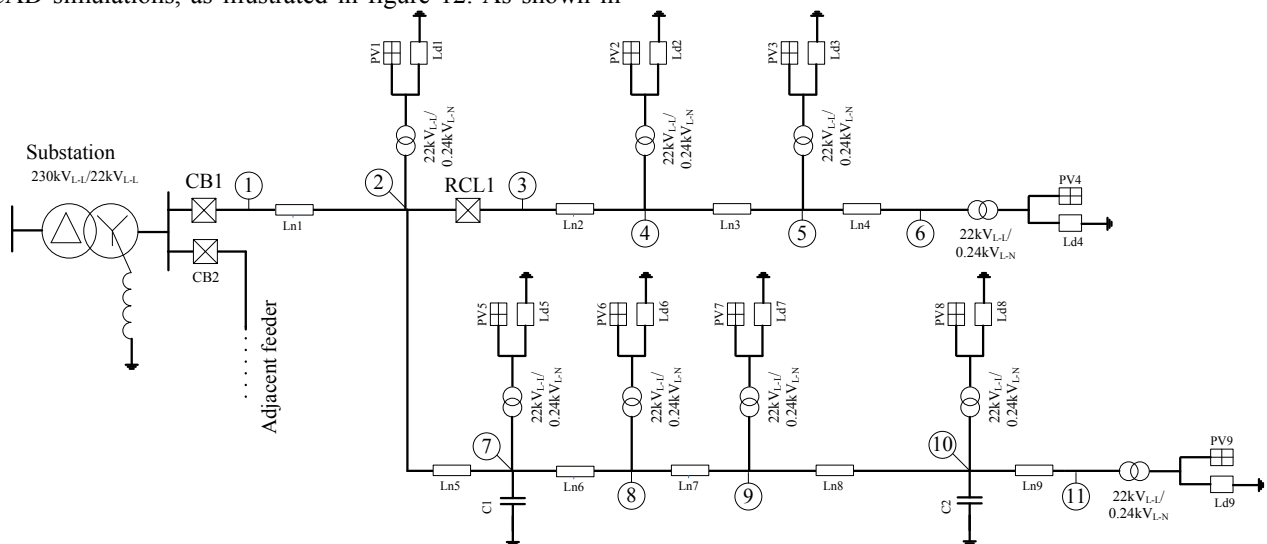 CAD simulations, as illustrated in figure 12. As shown in
Substation
230kVL-L/22kVL-L
CB1
1
Ln1
2
CB2
Adjacent feeder
PV1
Ld1
22kVL-L/
0.24kVL-N
RCL1
3
Ln2
PV2
Ld2
22kVL-L/
0.24kVL-N
4
Ln3
PV3
Ld3
22kVL-L/
0.24kVL-N
5
Ln4
6
22kVL-L/
0.24kVL-N
PV4
Ld4
Ln5
7
PV5
Ld5
22kVL-L/
0.24kVL-N
C1
Ln6
PV6
Ld6
22kVL-L/
0.24kVL-N
8
Ln7
PV7
Ld7
22kVL-L/
0.24kVL-N
9
Ln8
10
PV8
Ld8
22kVL-L/
0.24kVL-N
C2
Ln9
11
22kVL-L/
0.24kVL-N
PV9
Ld9